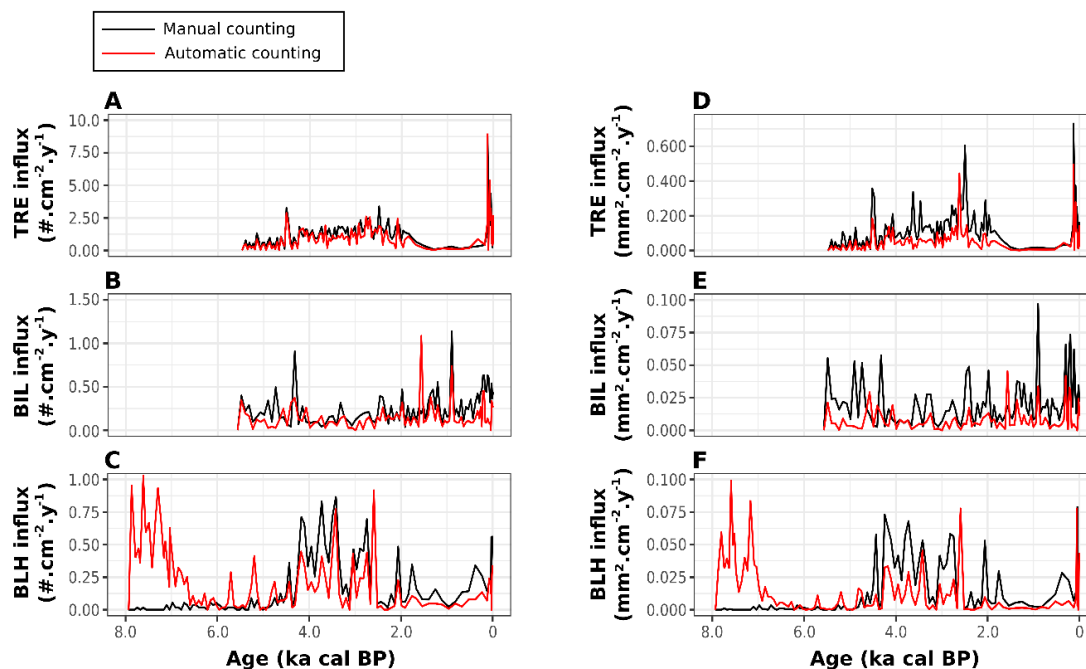 Manual counting
Automatic counting
A
TRE influx
(#.cm⁻².y⁻¹)
10.0
7.50
5.00
2.50
0.00
B
BIL influx
(#.cm⁻².y⁻¹)
1.50
1.00
0.50
0.00
C
BLH influx
(#.cm⁻².y⁻¹)
1.00
0.75
0.50
0.25
0.00
8.0 6.0 4.0 2.0 0
Age (ka cal BP)
D
TRE influx
(mm².cm⁻².y⁻¹)
0.600
0.400
0.200
0.000
E
BIL influx
(mm².cm⁻².y⁻¹)
0.100
0.075
0.050
0.025
0.000
F
BLH influx
(mm².cm⁻².y⁻¹)
0.100
0.075
0.050
0.025
0.000
8.0 6.0 4.0 2.0 0
Age (ka cal BP)